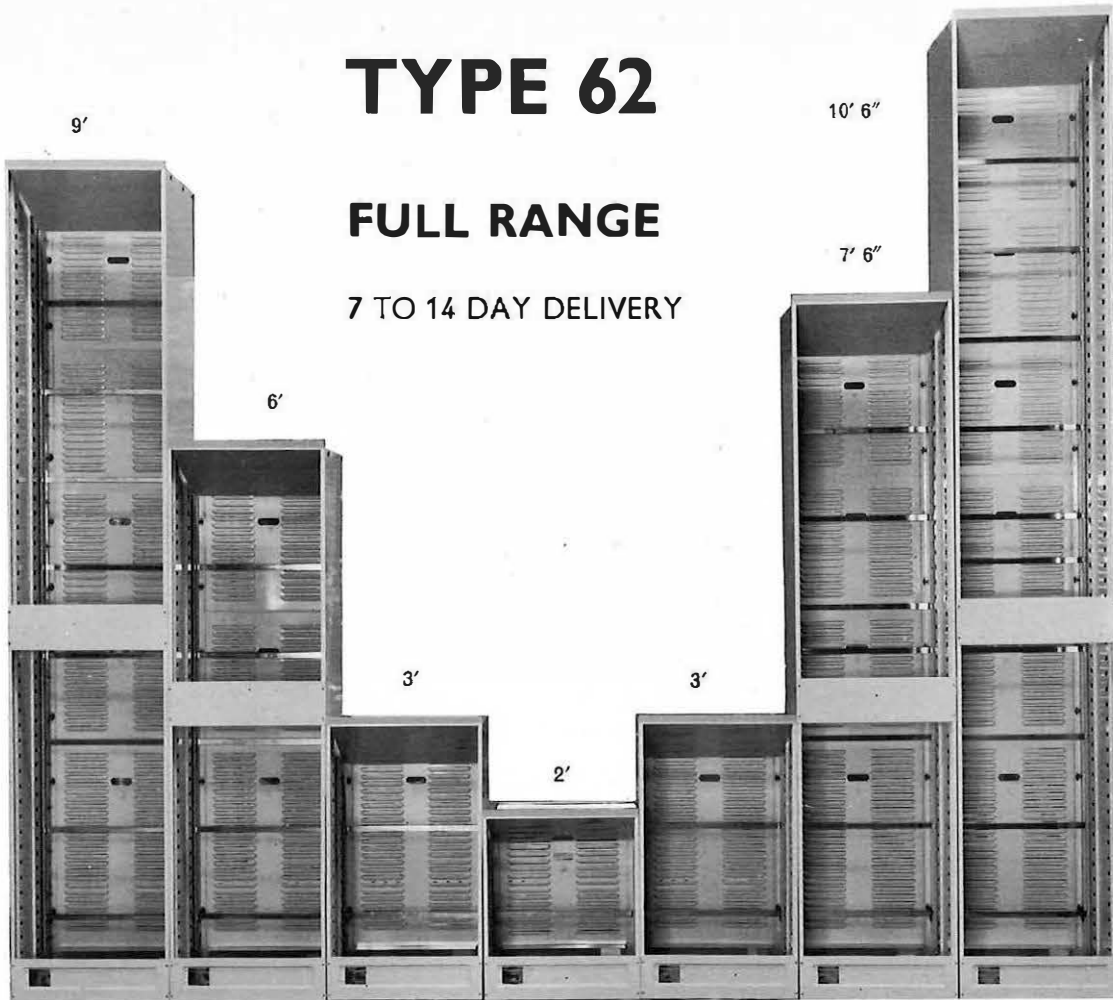 TYPE 62
9′
10′ 6″
FULL RANGE
7′ 6″
7 TO 14 DAY DELIVERY
6′
3′
3′
2′